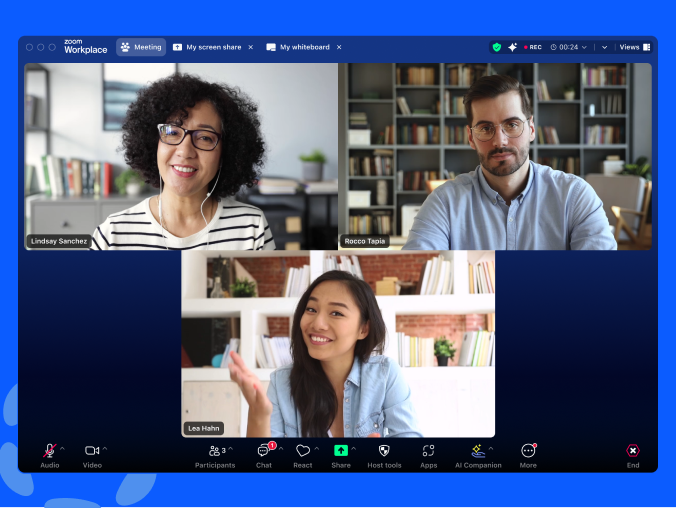 zoom
Workplace
Meeting
My screen share
My whiteboard
REC
00:24
Views
Lindsay Sanchez
Rocco Tapia
Lea Hahn
1
3
Audio
Video
Participants
Chat
React
Share
Host tools
Apps
AI Companion
More
End